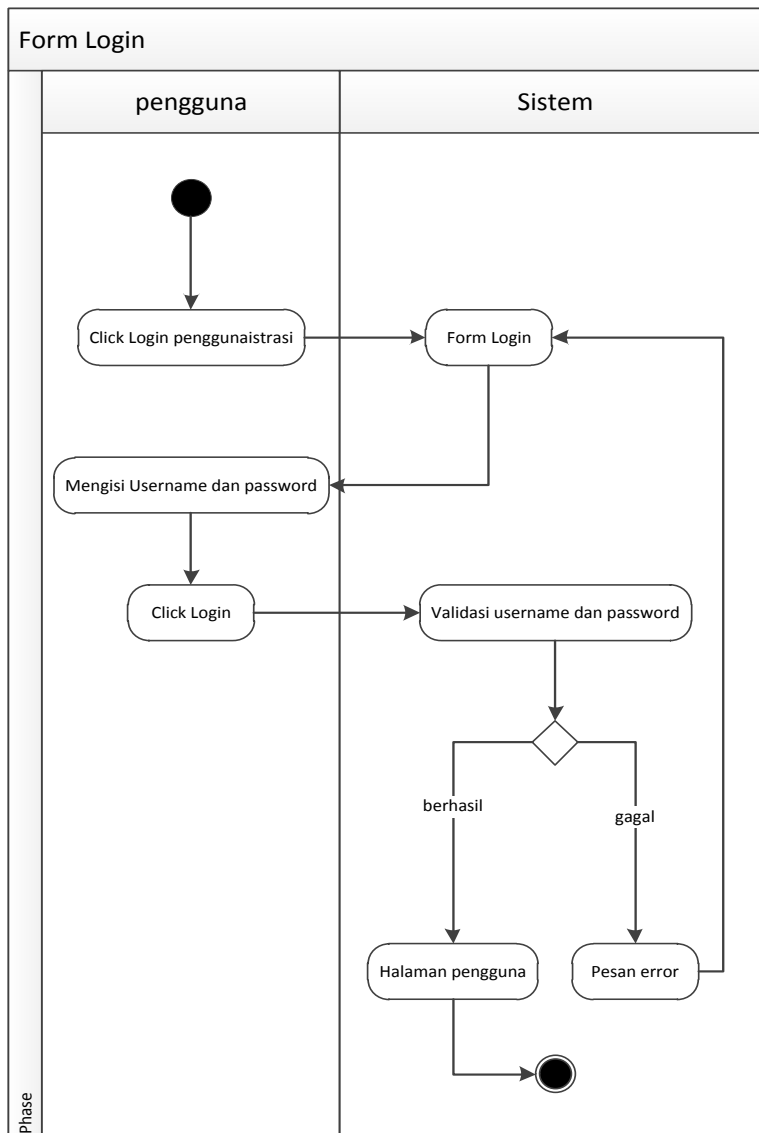 Form Login
pengguna
Sistem
Click Login penggunaistrasi
Form Login
Mengisi Username dan password
Click Login
Validasi username dan password
berhasil
gagal
Halaman pengguna
Pesan error
Phase